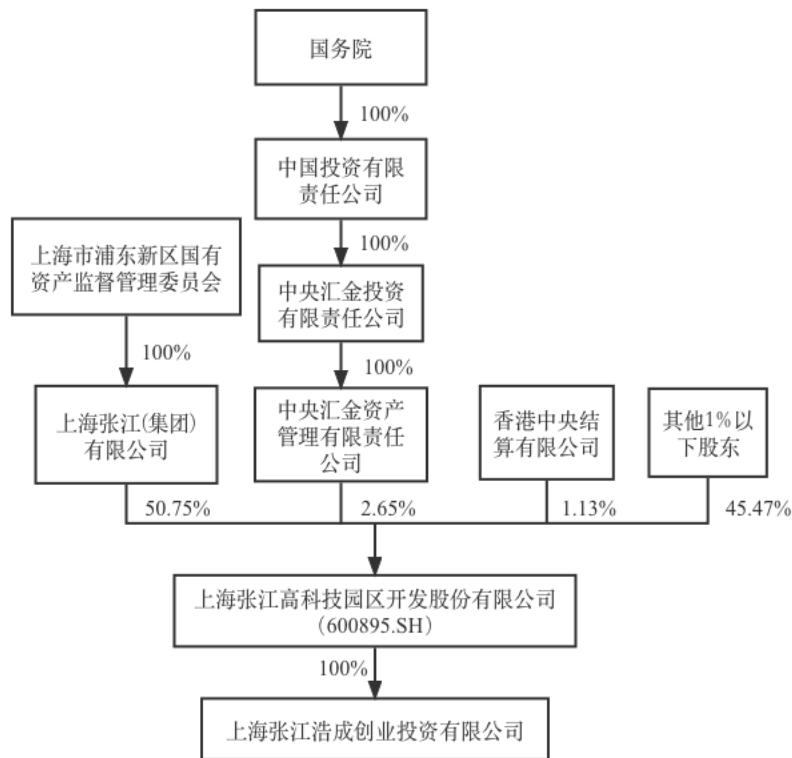 国务院
100%
中国投资有限
责任公司
100%
上海市浦东新区国有
资产监督管理委员会
中央汇金投资
有限责任公司
100%
100%
上海张江(集团)
有限公司
中央汇金资产
管理有限责任
公司
香港中央结
算有限公司
其他1%以
下股东
50.75%
2.65%
1.13%
45.47%
上海张江高科技园区开发股份有限公司
（600895.SH）
100%
上海张江浩成创业投资有限公司